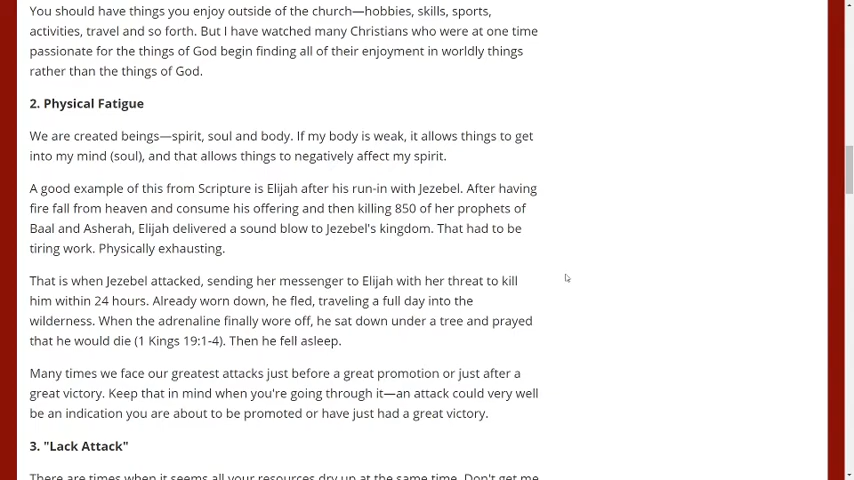 You should have things you enjoy outside of the church—hobbies, skills, sports,
activities, travel and so forth. But I have watched many Christians who were at one time
passionate for the things of God begin finding all of their enjoyment in worldly things
rather than the things of God.
2. Physical Fatigue
We are created beings—spirit, soul and body. If my body is weak, it allows things to get
into my mind (soul), and that allows things to negatively affect my spirit.
A good example of this from Scripture is Elijah after his run-in with Jezebel. After having
fire fall from heaven and consume his offering and then killing 850 of her prophets of
Baal and Asherah, Elijah delivered a sound blow to Jezebel's kingdom. That had to be
tiring work. Physically exhausting.
That is when Jezebel attacked, sending her messenger to Elijah with her threat to kill
him within 24 hours. Already worn down, he fled, traveling a full day into the
wilderness. When the adrenaline finally wore off, he sat down under a tree and prayed
that he would die (1 Kings 19:1-4). Then he fell asleep.
Many times we face our greatest attacks just before a great promotion or just after a
great victory. Keep that in mind when you're going through it—an attack could very well
be an indication you are about to be promoted or have just had a great victory.
3. "Lack Attack"
There are times when it seems all your resources dry up at the same time. Don't get me